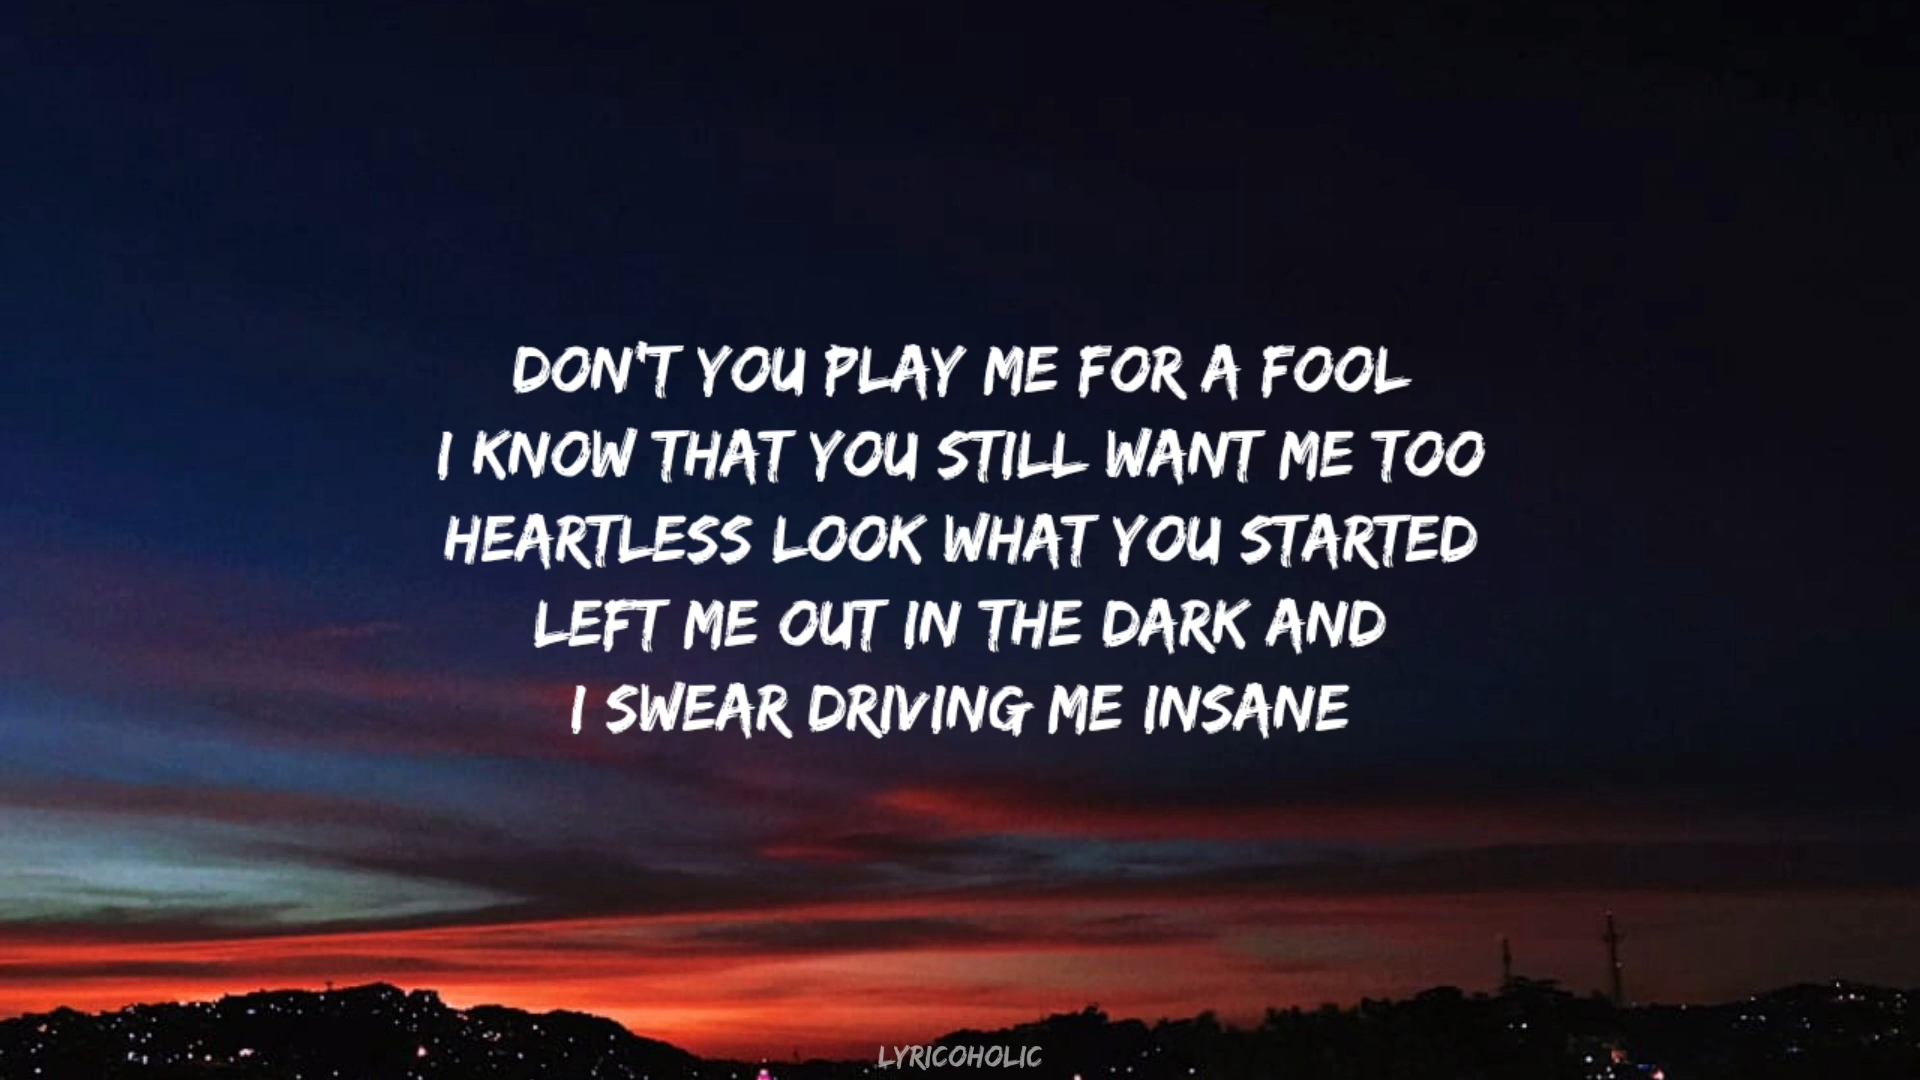 DON'T YOU PLAY ME FOR A FOOL
I KNOW THAT YOU STILL WANT ME TOO
HEARTLESS LOOK WHAT YOU STARTED
LEFT ME OUT IN THE DARK AND
I SWEAR DRIVING ME INSANE
LYRICOHOLIC